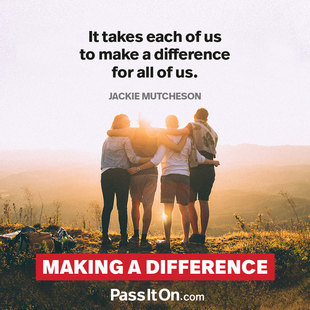 It takes each of us
to make a difference
for all of us.
JACKIE MUTCHESON
MAKING A DIFFERENCE
PassItOn.com